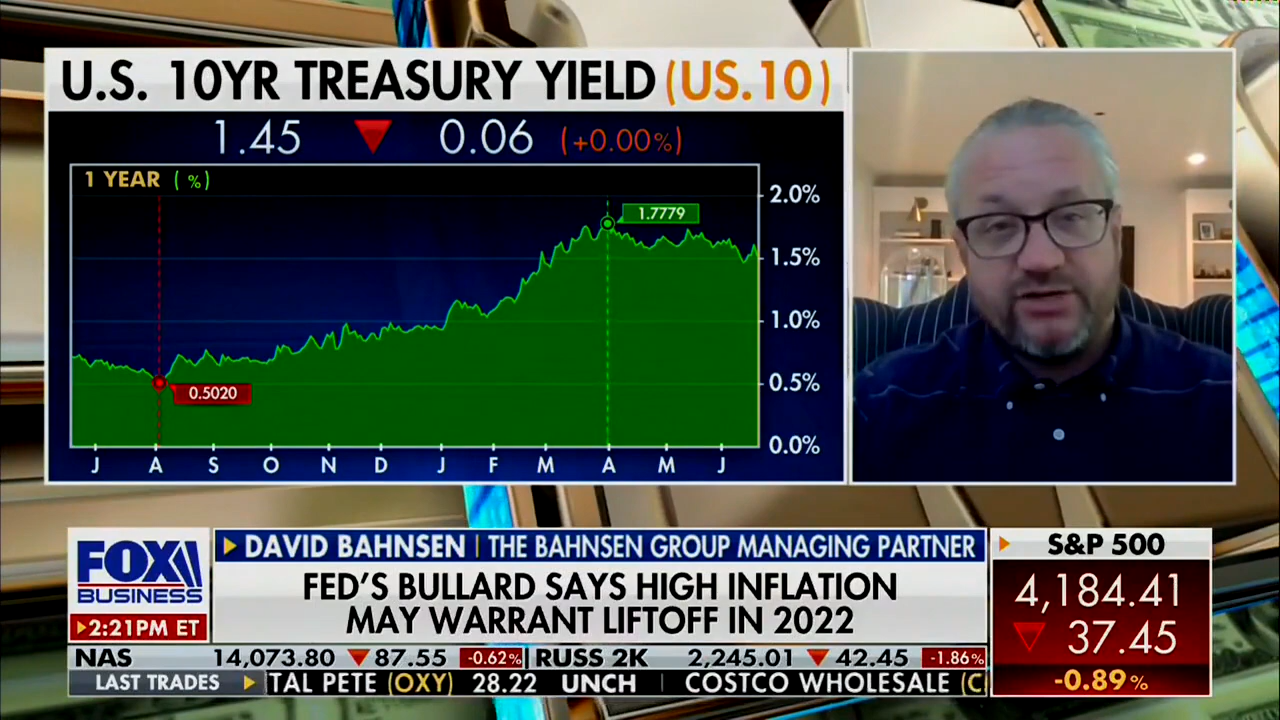 U.S. 10YR TREASURY YIELD (US.10)
1.45 ▼ 0.06 (+0.00%)
1 YEAR (%)
2.0%
1.7779
1.5%
1.0%
0.5%
0.5020
0.0%
J A S O N D J F M A M J
FOX BUSINESS
2:21PM ET
DAVID BAHNSEN | THE BAHNSEN GROUP MANAGING PARTNER
FED'S BULLARD SAYS HIGH INFLATION
MAY WARRANT LIFTOFF IN 2022
S&P 500
4,184.41
▼ 37.45
-0.89%
NAS 14,073.80 ▼ 87.55 -0.62% RUSS 2K 2,245.01 ▼ 42.45 -1.86%
LAST TRADES TAL PETE (OXY) 28.22 UNCH COSTCO WHOLESALE (C